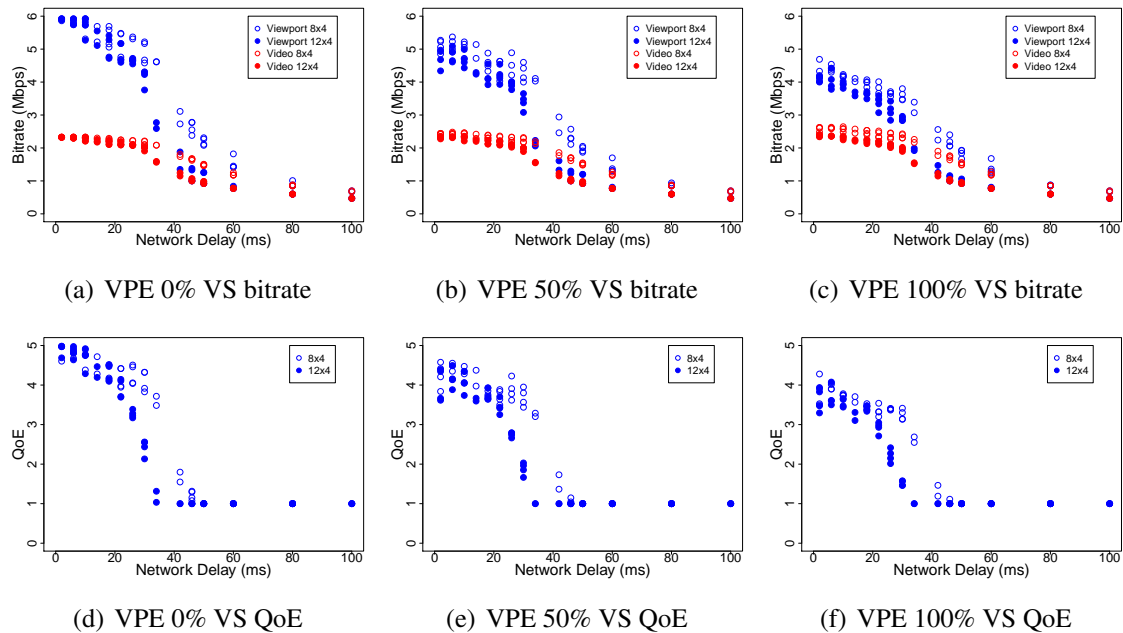 Bitrate (Mbps)
0 1 2 3 4 5 6
Viewport 8x4
Viewport 12x4
Video 8x4
Video 12x4
0 20 40 60 80 100
Network Delay (ms)
(a) VPE 0% VS bitrate
Bitrate (Mbps)
0 1 2 3 4 5 6
Viewport 8x4
Viewport 12x4
Video 8x4
Video 12x4
0 20 40 60 80 100
Network Delay (ms)
(b) VPE 50% VS bitrate
Bitrate (Mbps)
0 1 2 3 4 5 6
Viewport 8x4
Viewport 12x4
Video 8x4
Video 12x4
0 20 40 60 80 100
Network Delay (ms)
(c) VPE 100% VS bitrate
QoE
0 1 2 3 4 5
8x4
12x4
0 20 40 60 80 100
Network Delay (ms)
(d) VPE 0% VS QoE
QoE
0 1 2 3 4 5
8x4
12x4
0 20 40 60 80 100
Network Delay (ms)
(e) VPE 50% VS QoE
QoE
0 1 2 3 4 5
8x4
12x4
0 20 40 60 80 100
Network Delay (ms)
(f) VPE 100% VS QoE